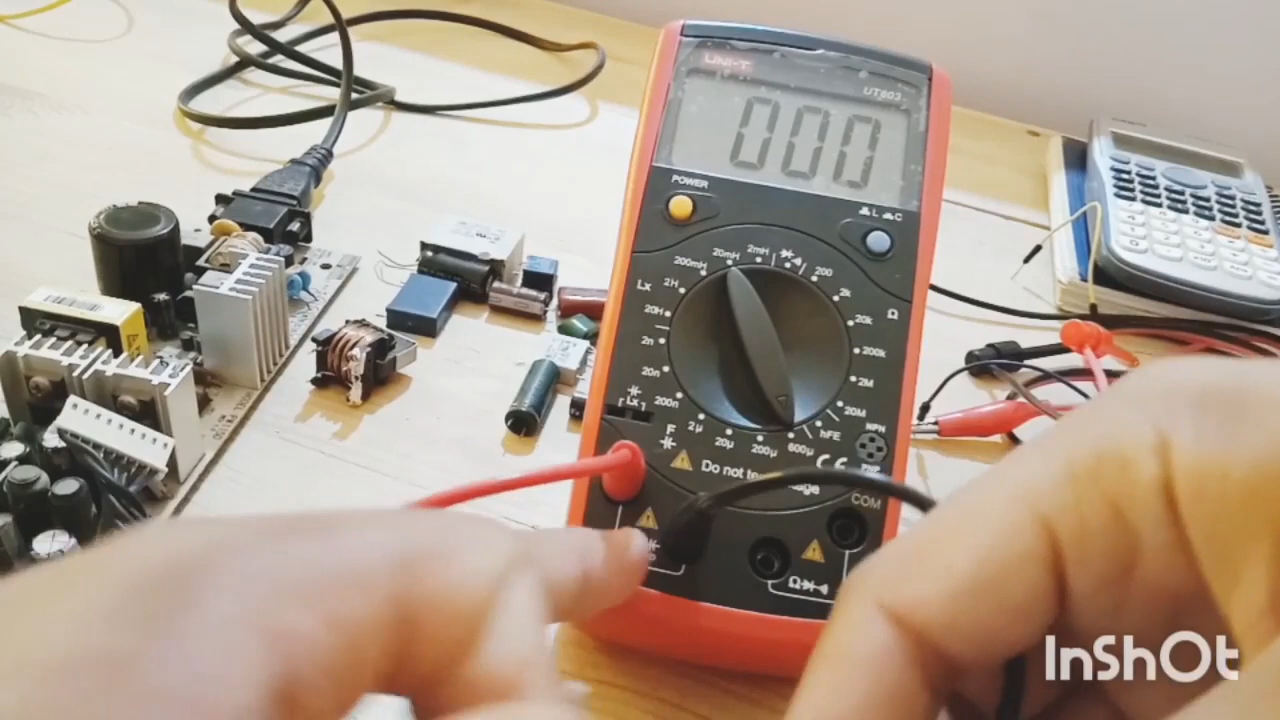 UNI-T
UT603
000
POWER
L C
200mH
20mH
2mH
200
2k
20k
Ω
200k
2M
20M
hFE
NPN
PNP
Lx
2H
20H
2n
20n
200n
Lx
F
2µ
20µ
200µ
600µ
CE
Do not te
age
COM
Ω
InShOt